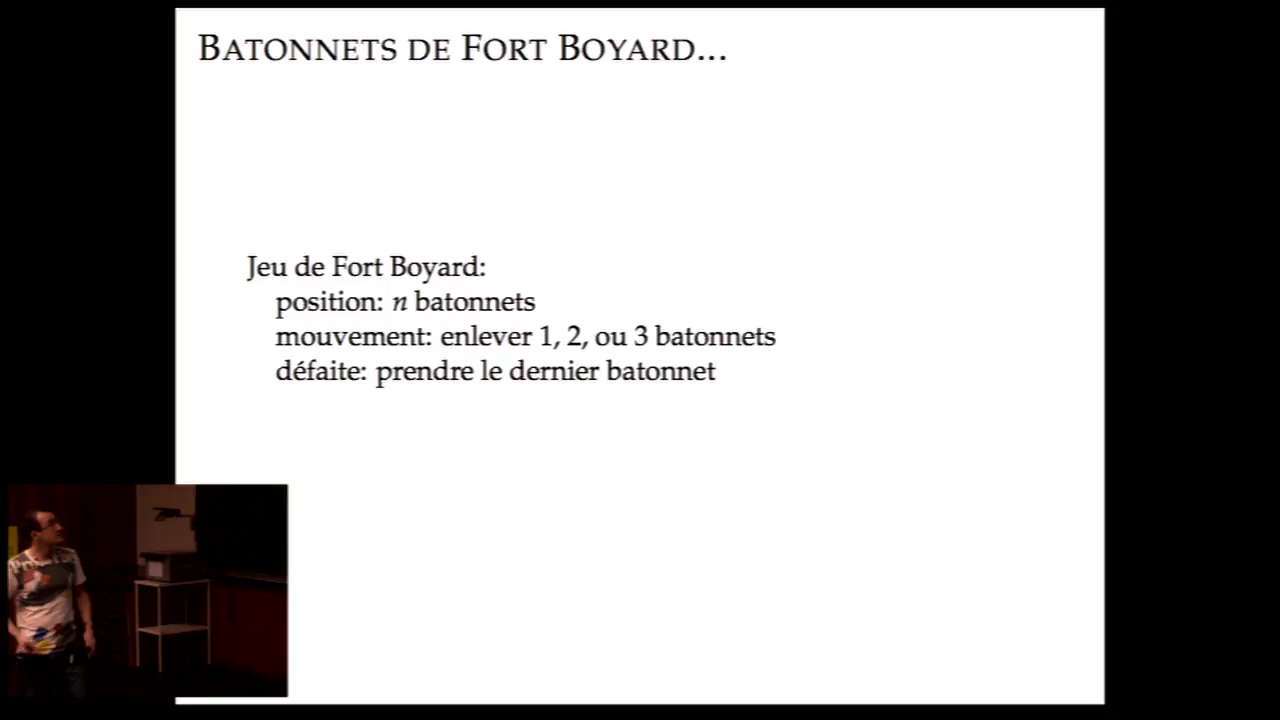 BATONNETS DE FORT BOYARD...
Jeu de Fort Boyard:
position: n batonnets
mouvement: enlever 1, 2, ou 3 batonnets
défaite: prendre le dernier batonnet